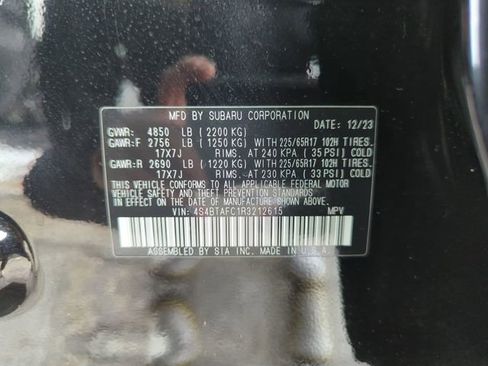 MFD BY SUBARU CORPORATION
GVWR: 4850 LB (2200 KG) DATE: 12/23
GAWR:F 2756 LB (1250 KG) WITH 225/65R17 102H TIRES,
17X7J RIMS, AT 240 KPA (35 PSI) COLD
GAWR:R 2690 LB (1220 KG) WITH 225/65R17 102H TIRES,
17X7J RIMS, AT 230 KPA (33 PSI) COLD
THIS VEHICLE CONFORMS TO ALL APPLICABLE FEDERAL MOTOR
VEHICLE SAFETY AND THEFT PREVENTION STANDARDS
IN EFFECT ON THE DATE OF MANUFACTURE SHOWN ABOVE.
VIN: 4S4BTAFC1R3212615 MPV
ASSEMBLED BY SIA INC. MADE IN U.S.A.